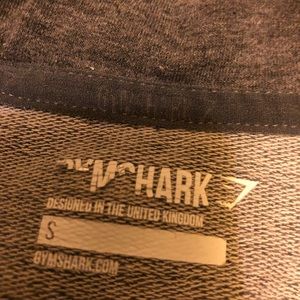 GYMSHARK
DESIGNED IN THE UNITED KINGDOM
S
GYMSHARK.COM